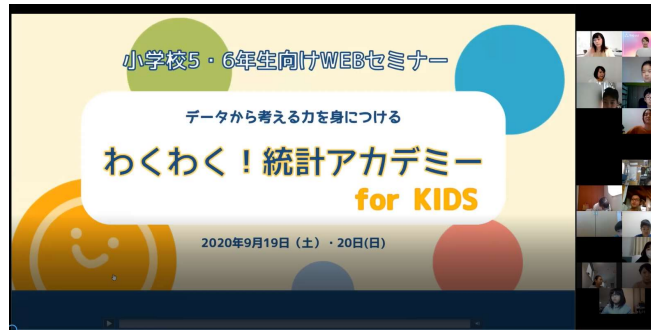 小学校5・6年生向けWEBセミナー
データから考える力を身につける
わくわく！統計アカデミー
for KIDS
2020年9月19日（土）・20日(日)